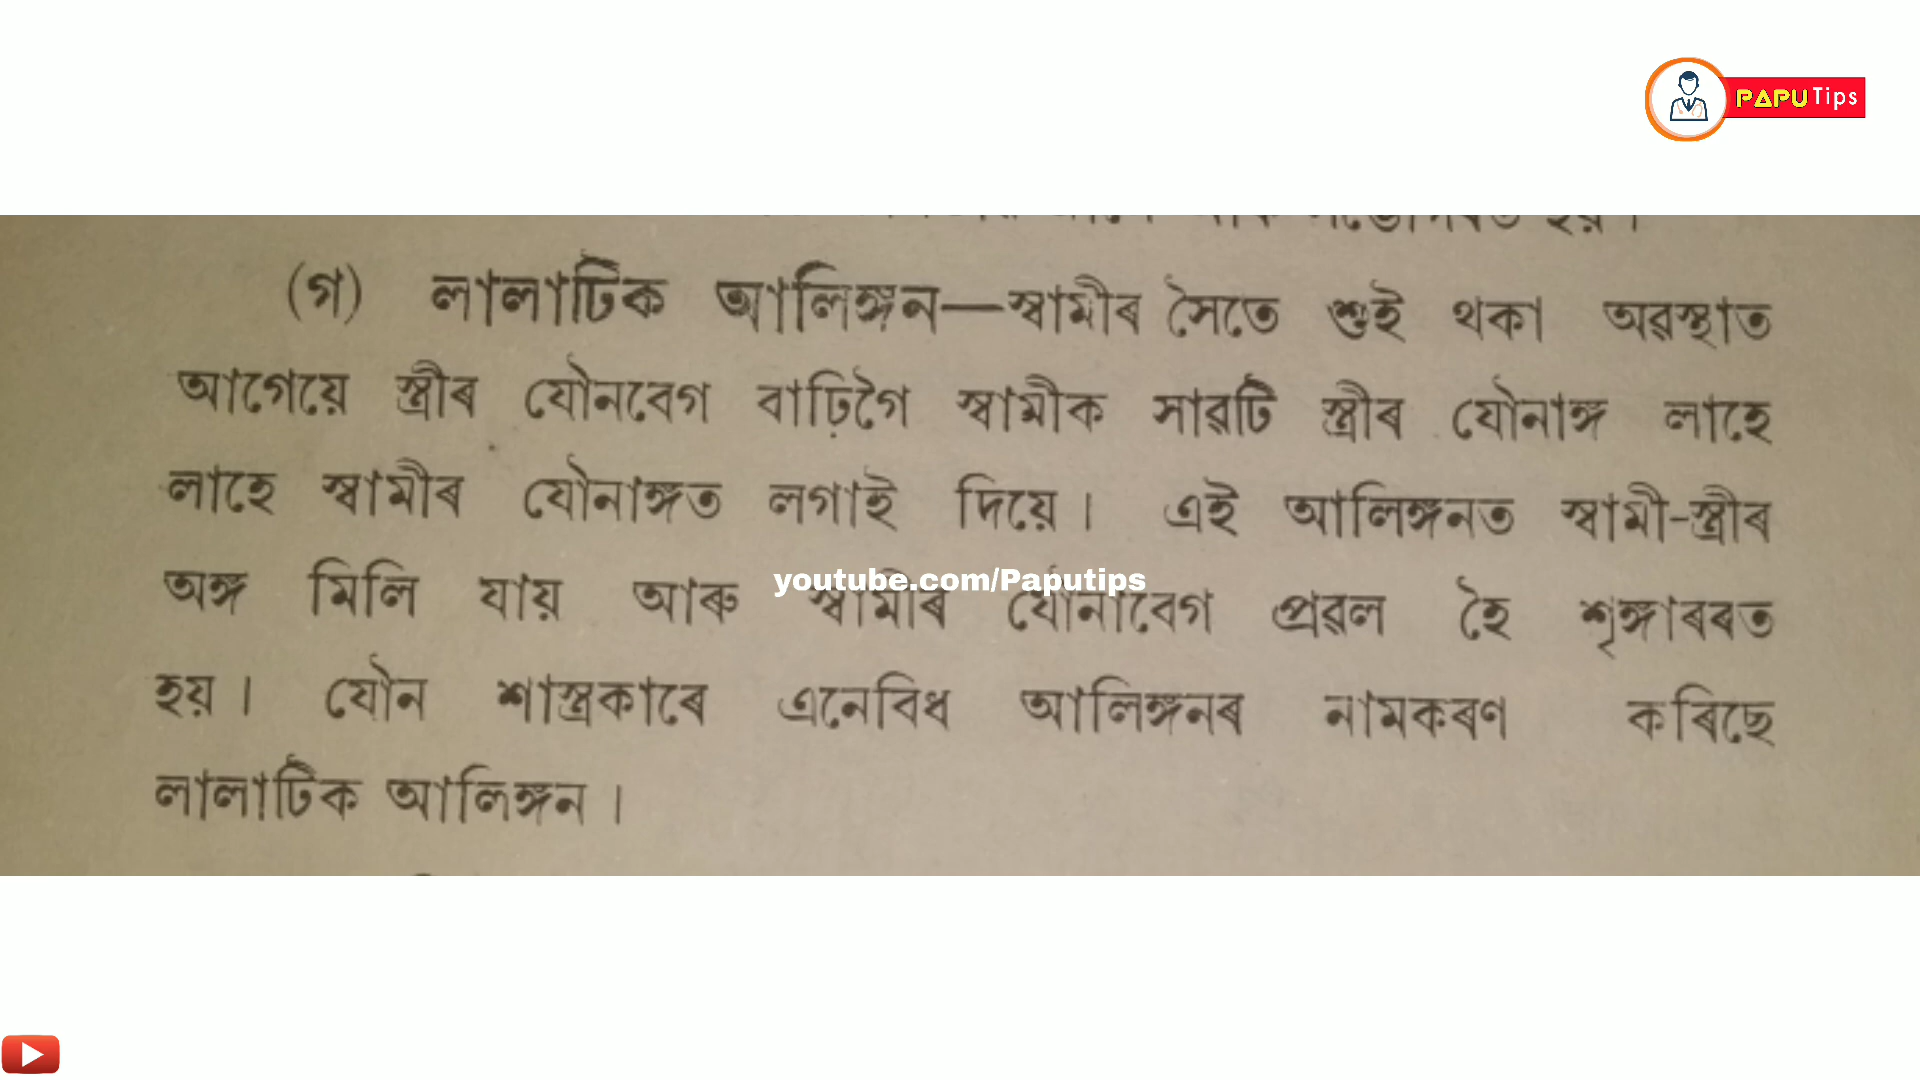 PAPU Tips
(গ) লালাটিক আলিঙ্গন—স্বামীৰ সৈতে শুই থকা অৱস্থাত
আগেয়ে স্ত্ৰীৰ যৌনবেগ বাঢ়িগৈ স্বামীক সাৱটি স্ত্ৰীৰ যৌনাঙ্গ লাহে
লাহে স্বামীৰ যৌনাঙ্গত লগাই দিয়ে। এই আলিঙ্গনত স্বামী-স্ত্ৰীৰ
youtube.com/Paputips
অঙ্গ মিলি যায় আৰু স্বামীৰ যৌনাবেগ প্ৰৱল হৈ শৃঙ্গাৰৰত
হয়। যৌন শাস্ত্ৰকাৰে এনেবিধ আলিঙ্গনৰ নামকৰণ কৰিছে
লালাটিক আলিঙ্গন।